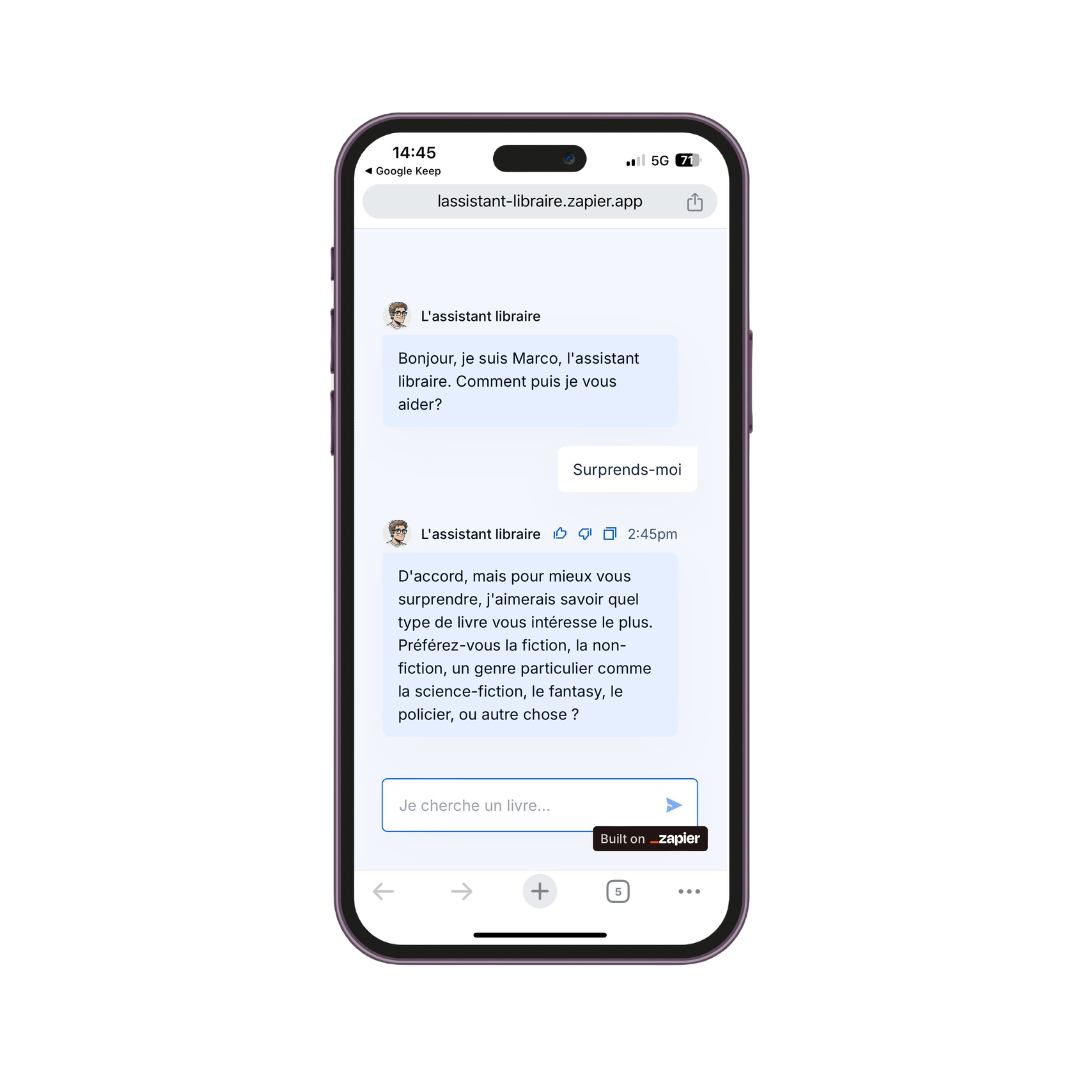 14:45
5G 71
◀ Google Keep
lassistant-libraire.zapier.app
L'assistant libraire
Bonjour, je suis Marco, l'assistant
libraire. Comment puis je vous
aider?
Surprends-moi
L'assistant libraire 2:45pm
D'accord, mais pour mieux vous
surprendre, j'aimerais savoir quel
type de livre vous intéresse le plus.
Préférez-vous la fiction, la non-
fiction, un genre particulier comme
la science-fiction, le fantasy, le
policier, ou autre chose ?
Je cherche un livre...
Built on _zapier
5